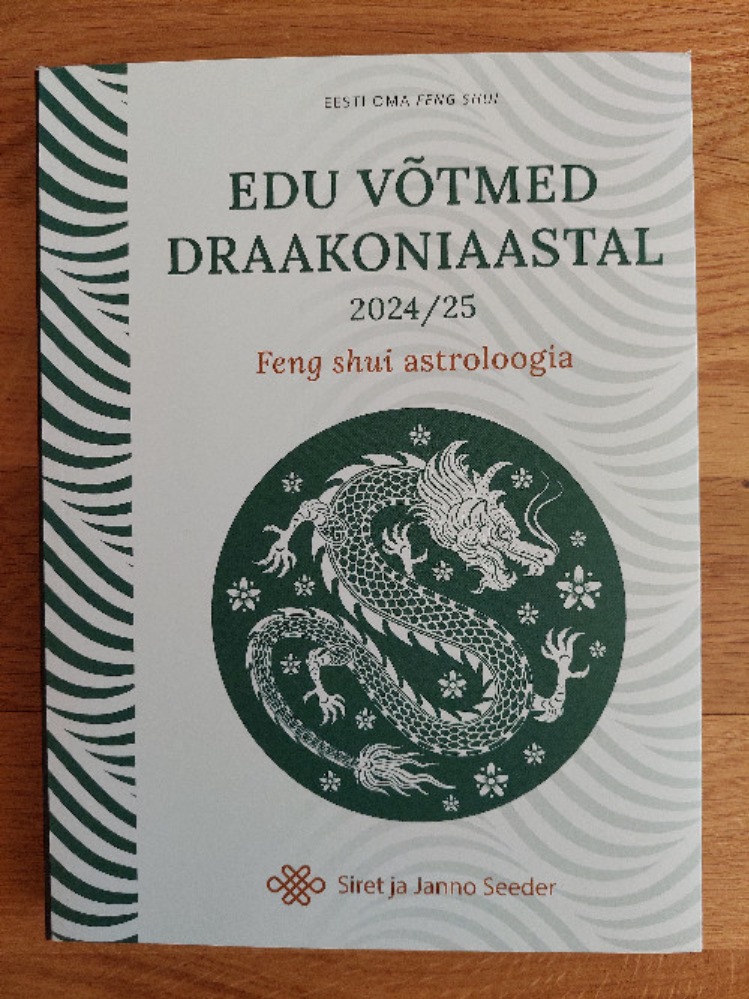 EESTI OMA FENG SHUI
EDU VÕTMED
DRAAKONIAASTAL
2024/25
Feng shui astroloogia
Siret ja Janno Seeder